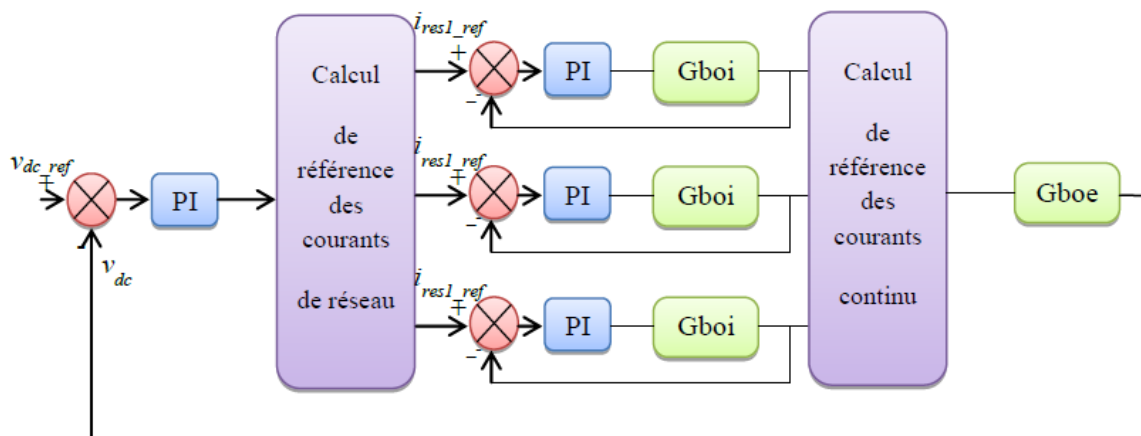 v_dc_ref
+
-
v_dc
PI
Calcul
de
référence
des
courants
de réseau
i_res1_ref
+
-
PI
Gboi
i_res1_ref
+
-
PI
Gboi
i_res1_ref
+
-
PI
Gboi
Calcul
de
référence
des
courants
continu
Gboe